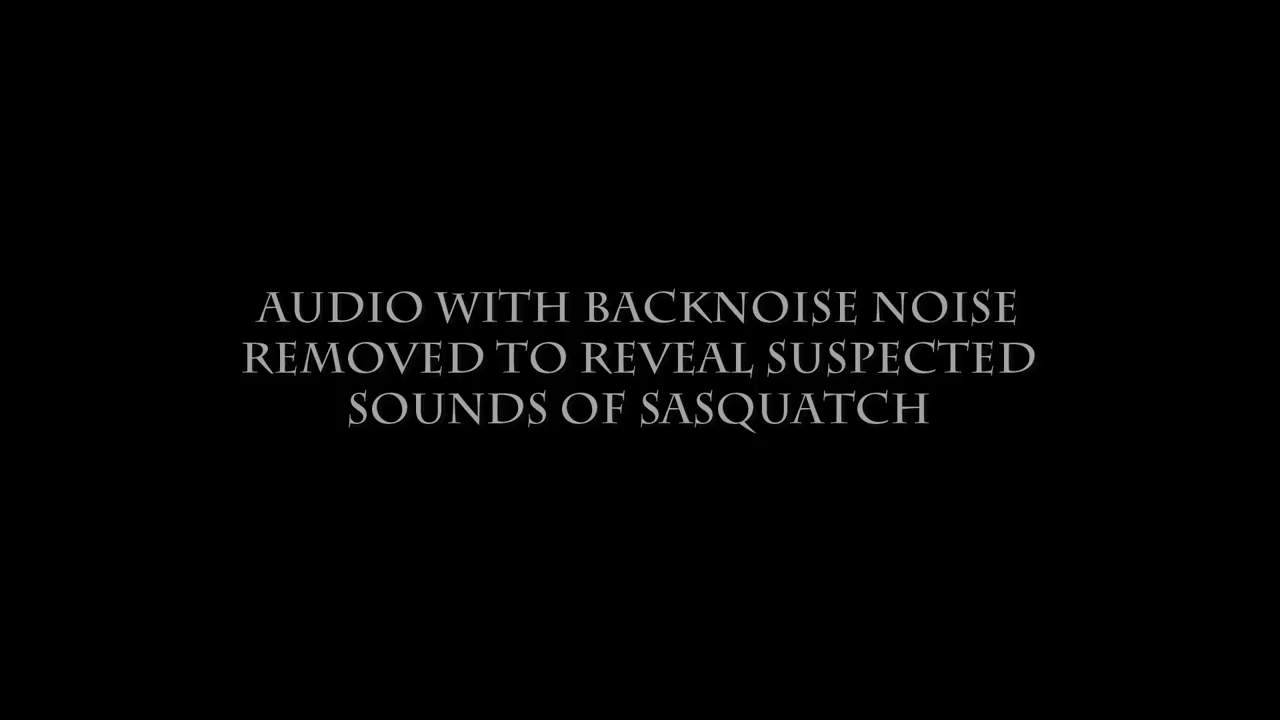 AUDIO WITH BACKNOISE NOISE
REMOVED TO REVEAL SUSPECTED
SOUNDS OF SASQUATCH